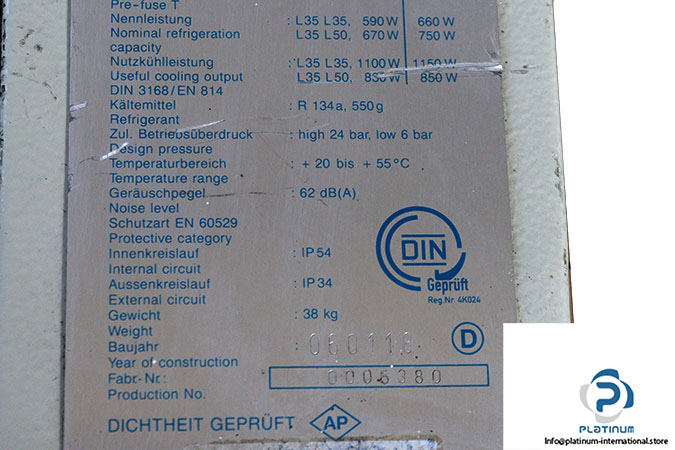 Pre-fuse T
Nennleistung : L35 L35, 590 W 660 W
Nominal refrigeration L35 L50, 670 W 750 W
capacity
Nutzkühlleistung : L35 L35, 1100 W 1150 W
Useful cooling output L35 L50, 830 W 850 W
DIN 3168/EN 814
Kältemittel : R 134a, 550g
Refrigerant
Zul. Betriebsüberdruck : high 24 bar, low 6 bar
Design pressure
Temperaturbereich : + 20 bis + 55°C
Temperature range
Geräuschpegel : 62 dB(A)
Noise level
Schutzart EN 60529
Protective category
Innenkreislauf : IP 54
Internal circuit
Aussenkreislauf : IP 34
External circuit
Gewicht : 38 kg
Weight
Baujahr :
Year of construction
Fabr.-Nr.: 0005380
Production No.
DICHTHEIT GEPRÜFT AP
DIN
Geprüft
Reg.Nr. 4K024
D
PLATINUM
Info@platinum-international.store